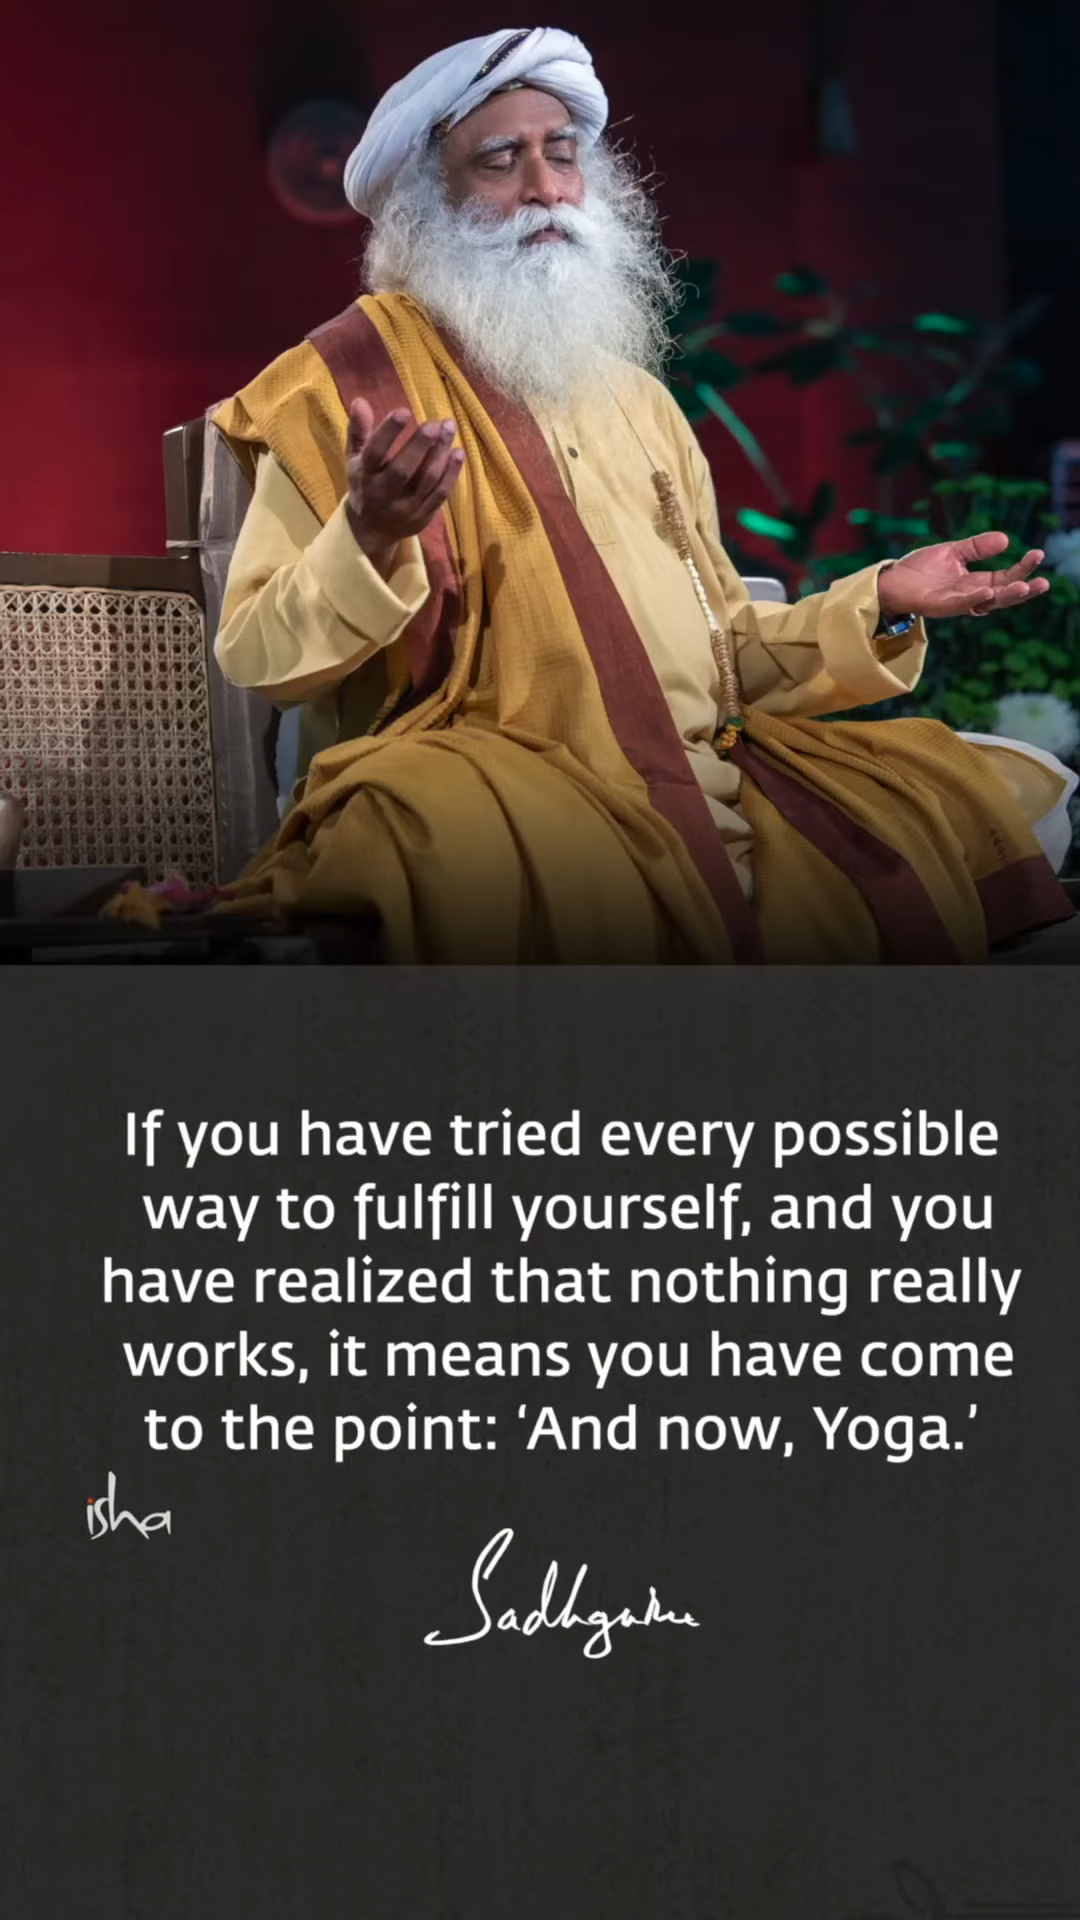 If you have tried every possible
way to fulfill yourself, and you
have realized that nothing really
works, it means you have come
to the point: ‘And now, Yoga.’
isha
Sadhguru